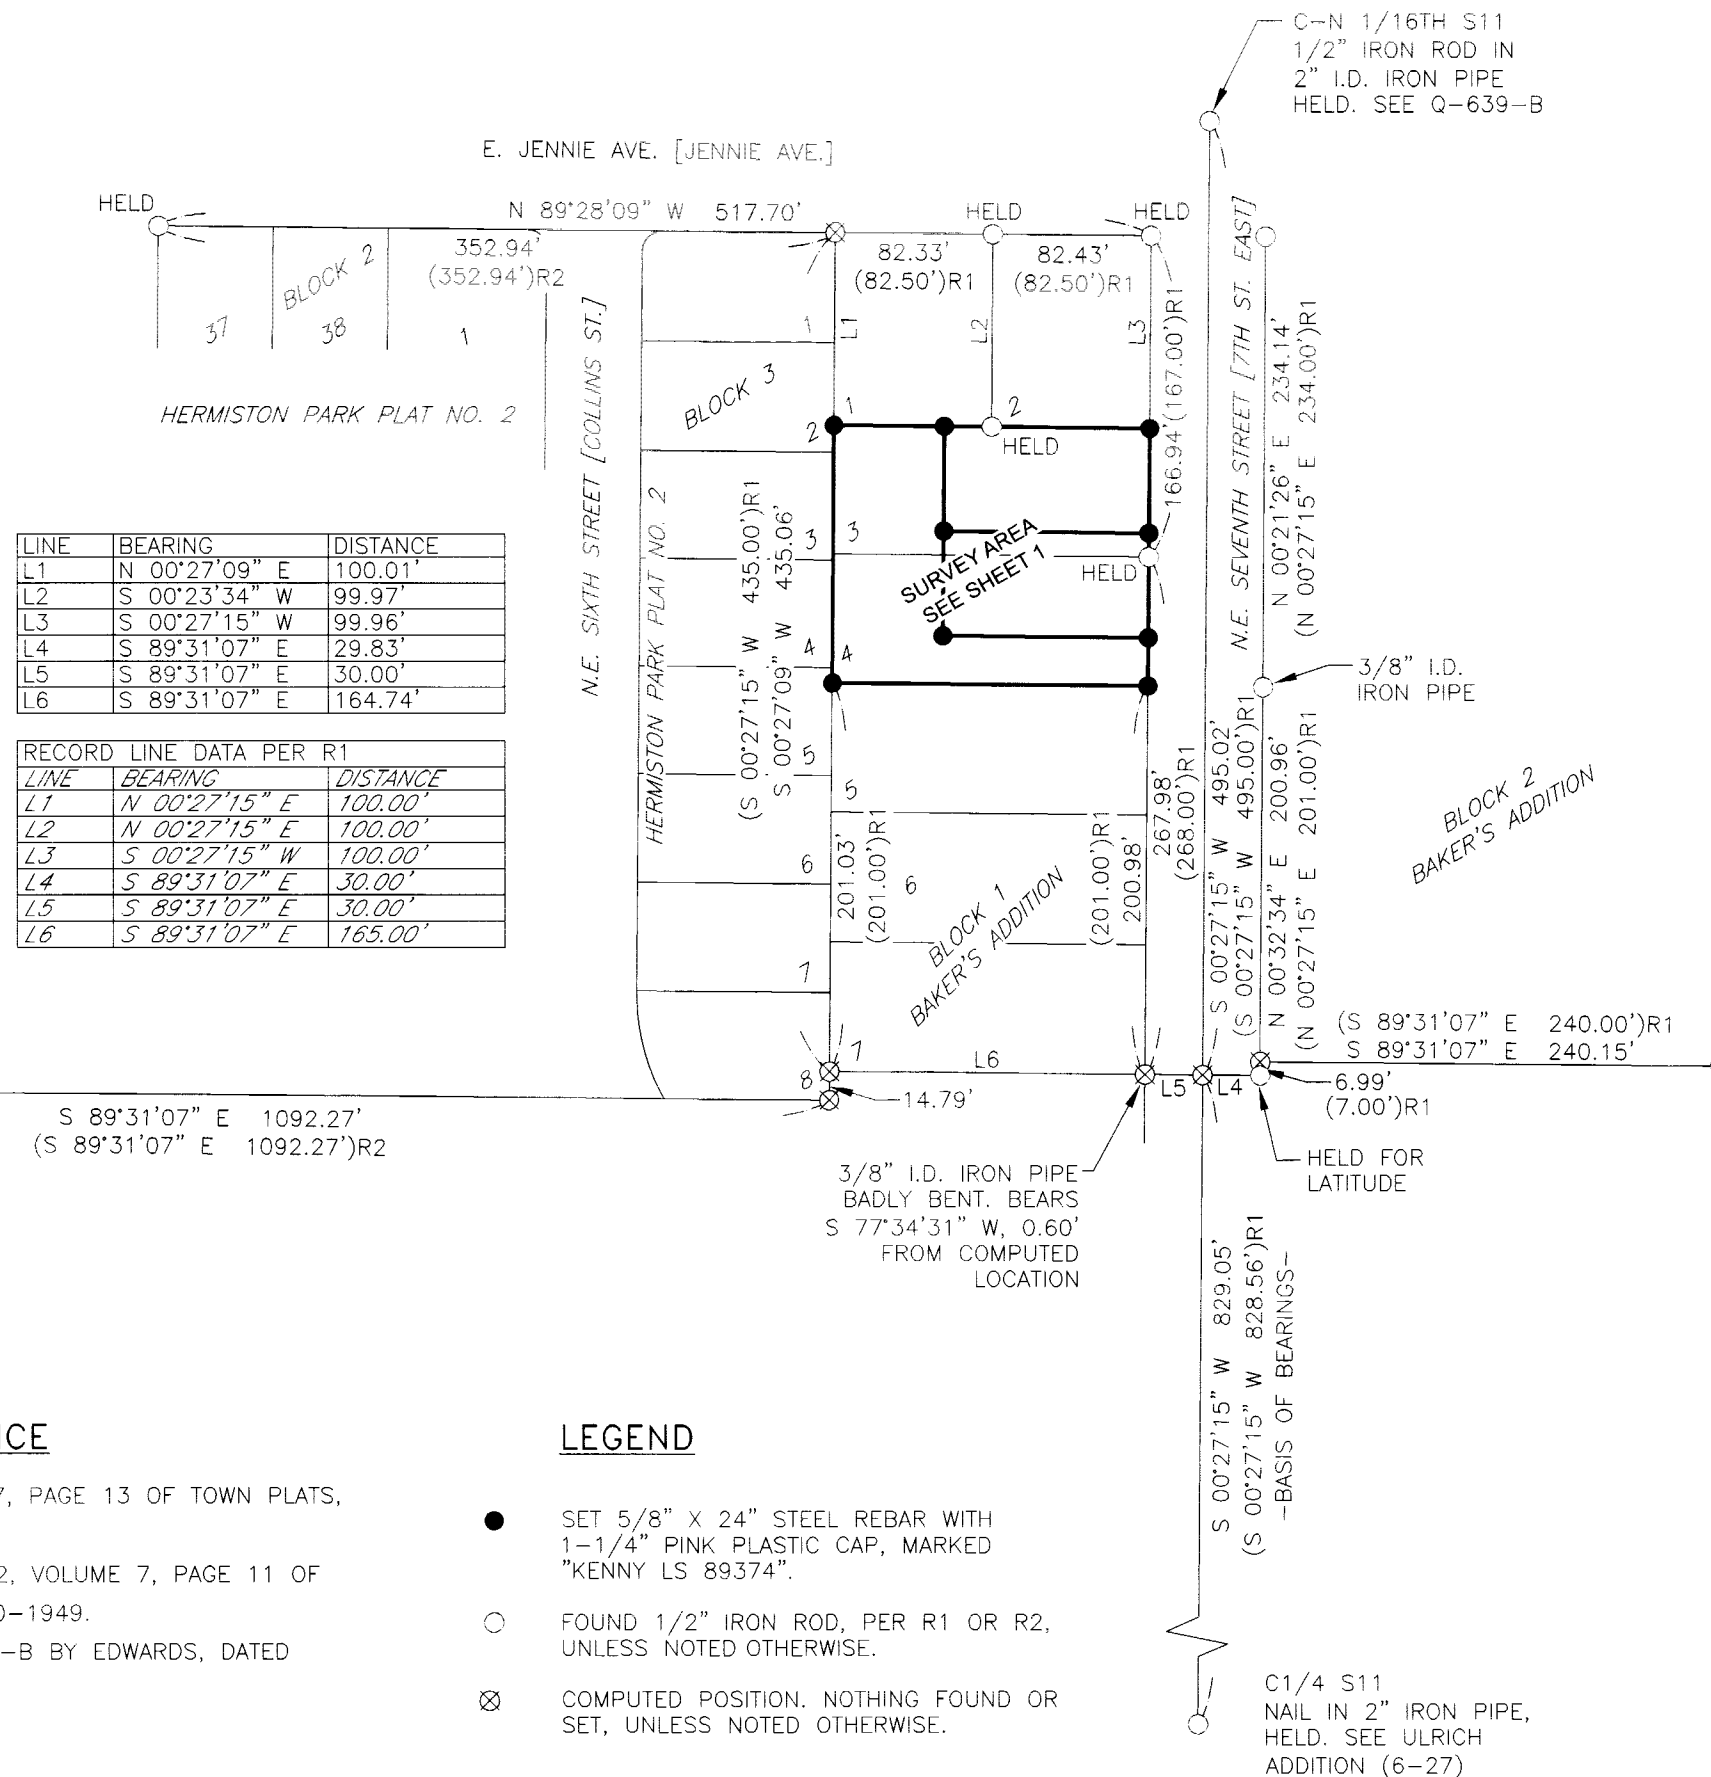 C-N 1/16TH S11
1/2" IRON ROD IN
2" I.D. IRON PIPE
HELD. SEE Q-639-B
E. JENNIE AVE. [JENNIE AVE.]
HELD
N 89°28'09" W 517.70'
HELD
HELD
352.94'
(352.94')R2
82.33'
(82.50')R1
82.43'
(82.50')R1
BLOCK 2
37
38
1
HERMISTON PARK PLAT NO. 2
N.E. SIXTH STREET [COLLINS ST.]
HERMISTON PARK PLAT NO. 2
BLOCK 3
1
2
3
4
5
6
7
8
L1
L2
L3
1
2
HELD
3
HELD
4
5
6
7
SURVEY AREA
SEE SHEET 1
166.94'(167.00')R1
N.E. SEVENTH STREET [7TH ST. EAST]
N 00°21'26" E 234.14'
(N 00°27'15" E 234.00')R1
3/8" I.D.
IRON PIPE
(S 00°27'15" W 435.00')R1
S 00°27'09" W 435.06'
LINE BEARING DISTANCE
L1 N 00°27'09" E 100.01'
L2 S 00°23'34" W 99.97'
L3 S 00°27'15" W 99.96'
L4 S 89°31'07" E 29.83'
L5 S 89°31'07" E 30.00'
L6 S 89°31'07" E 164.74'
RECORD LINE DATA PER R1
LINE BEARING DISTANCE
L1 N 00°27'15" E 100.00'
L2 N 00°27'15" E 100.00'
L3 S 00°27'15" W 100.00'
L4 S 89°31'07" E 30.00'
L5 S 89°31'07" E 30.00'
L6 S 89°31'07" E 165.00'
201.03'
(201.00')R1
BLOCK 1
BAKER'S ADDITION
(201.00')R1
200.98'
267.98'
(268.00')R1
S 00°27'15" W 495.02'
(S 00°27'15" W 495.00')R1
N 00°32'34" E 200.96'
(N 00°27'15" E 201.00')R1
BLOCK 2
BAKER'S ADDITION
(S 89°31'07" E 240.00')R1
S 89°31'07" E 240.15'
L6
L5
L4
14.79'
6.99'
(7.00')R1
S 89°31'07" E 1092.27'
(S 89°31'07" E 1092.27')R2
HELD FOR
LATITUDE
3/8" I.D. IRON PIPE
BADLY BENT. BEARS
S 77°34'31" W, 0.60'
FROM COMPUTED
LOCATION
S 00°27'15" W 829.05'
(S 00°27'15" W 828.56')R1
-BASIS OF BEARINGS-
NCE
7, PAGE 13 OF TOWN PLATS,
2, VOLUME 7, PAGE 11 OF
0-1949.
-B BY EDWARDS, DATED
LEGEND
SET 5/8" X 24" STEEL REBAR WITH
1-1/4" PINK PLASTIC CAP, MARKED
"KENNY LS 89374".
FOUND 1/2" IRON ROD, PER R1 OR R2,
UNLESS NOTED OTHERWISE.
COMPUTED POSITION. NOTHING FOUND OR
SET, UNLESS NOTED OTHERWISE.
C1/4 S11
NAIL IN 2" IRON PIPE,
HELD. SEE ULRICH
ADDITION (6-27)